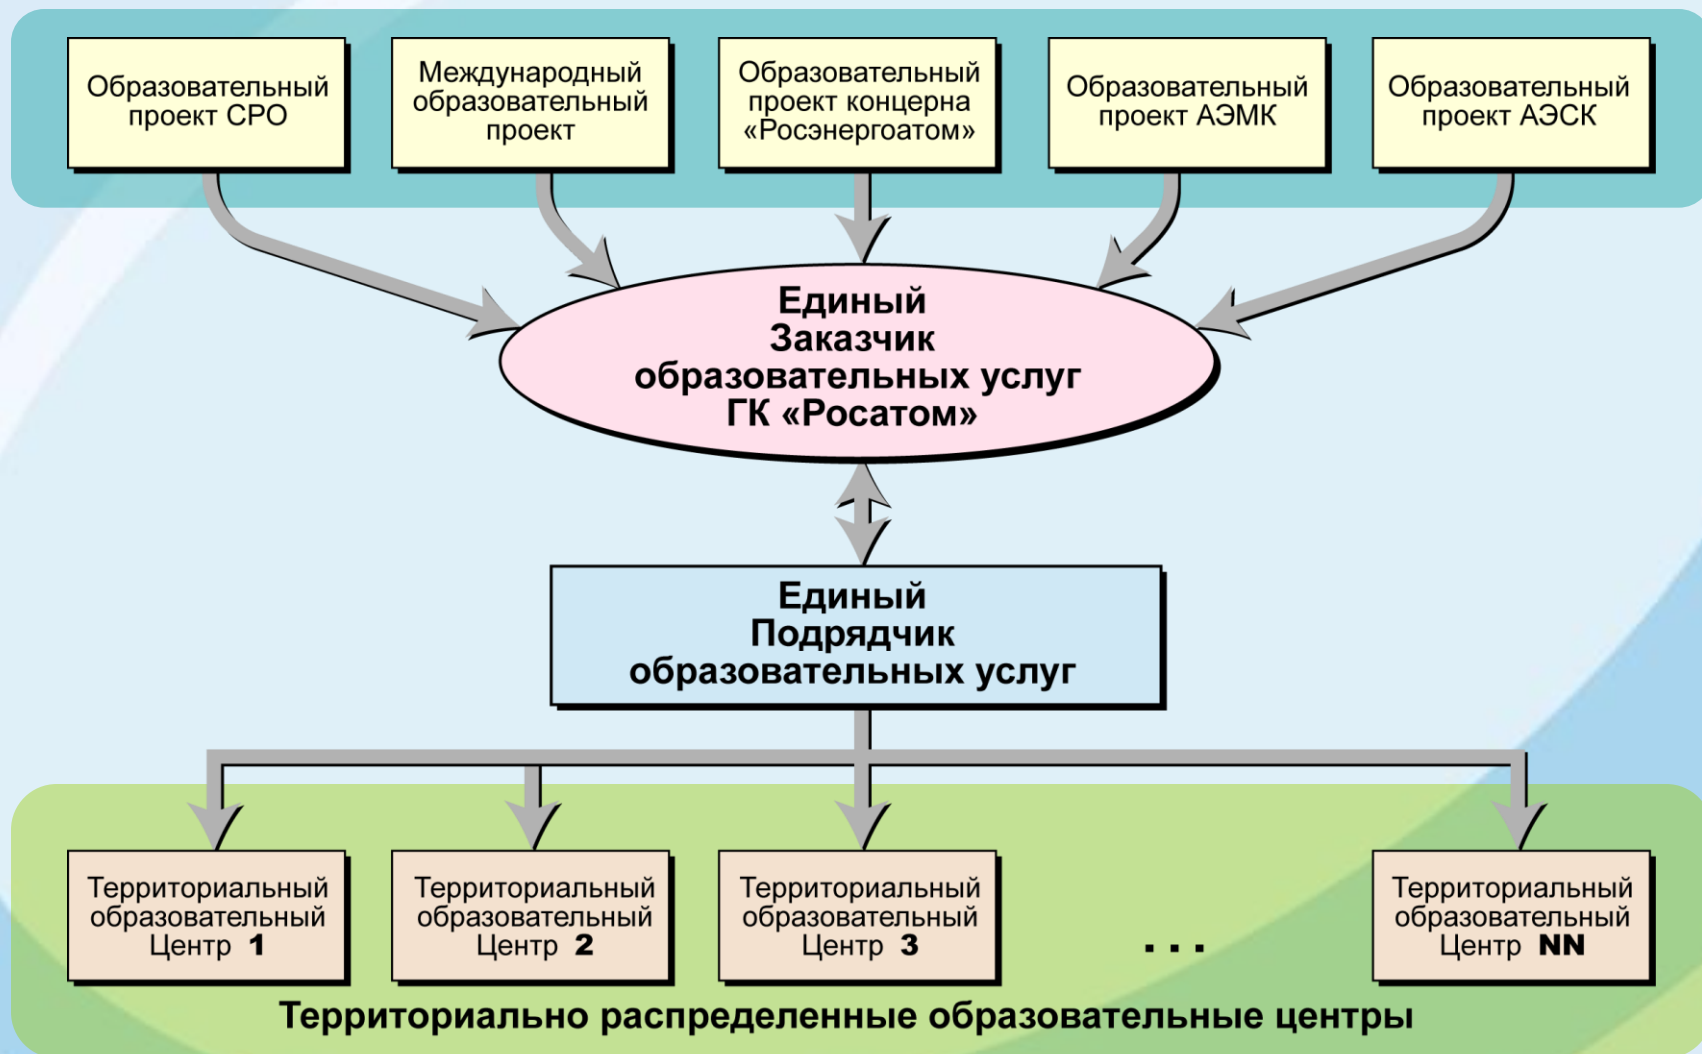 Образовательный
проект СРО
Международный
образовательный
проект
Образовательный
проект концерна
«Росэнергоатом»
Образовательный
проект АЭМК
Образовательный
проект АЭСК
Единый
Заказчик
образовательных услуг
ГК «Росатом»
Единый
Подрядчик
образовательных услуг
Территориальный
образовательный
Центр 1
Территориальный
образовательный
Центр 2
Территориальный
образовательный
Центр 3
...
Территориальный
образовательный
Центр NN
Территориально распределенные образовательные центры